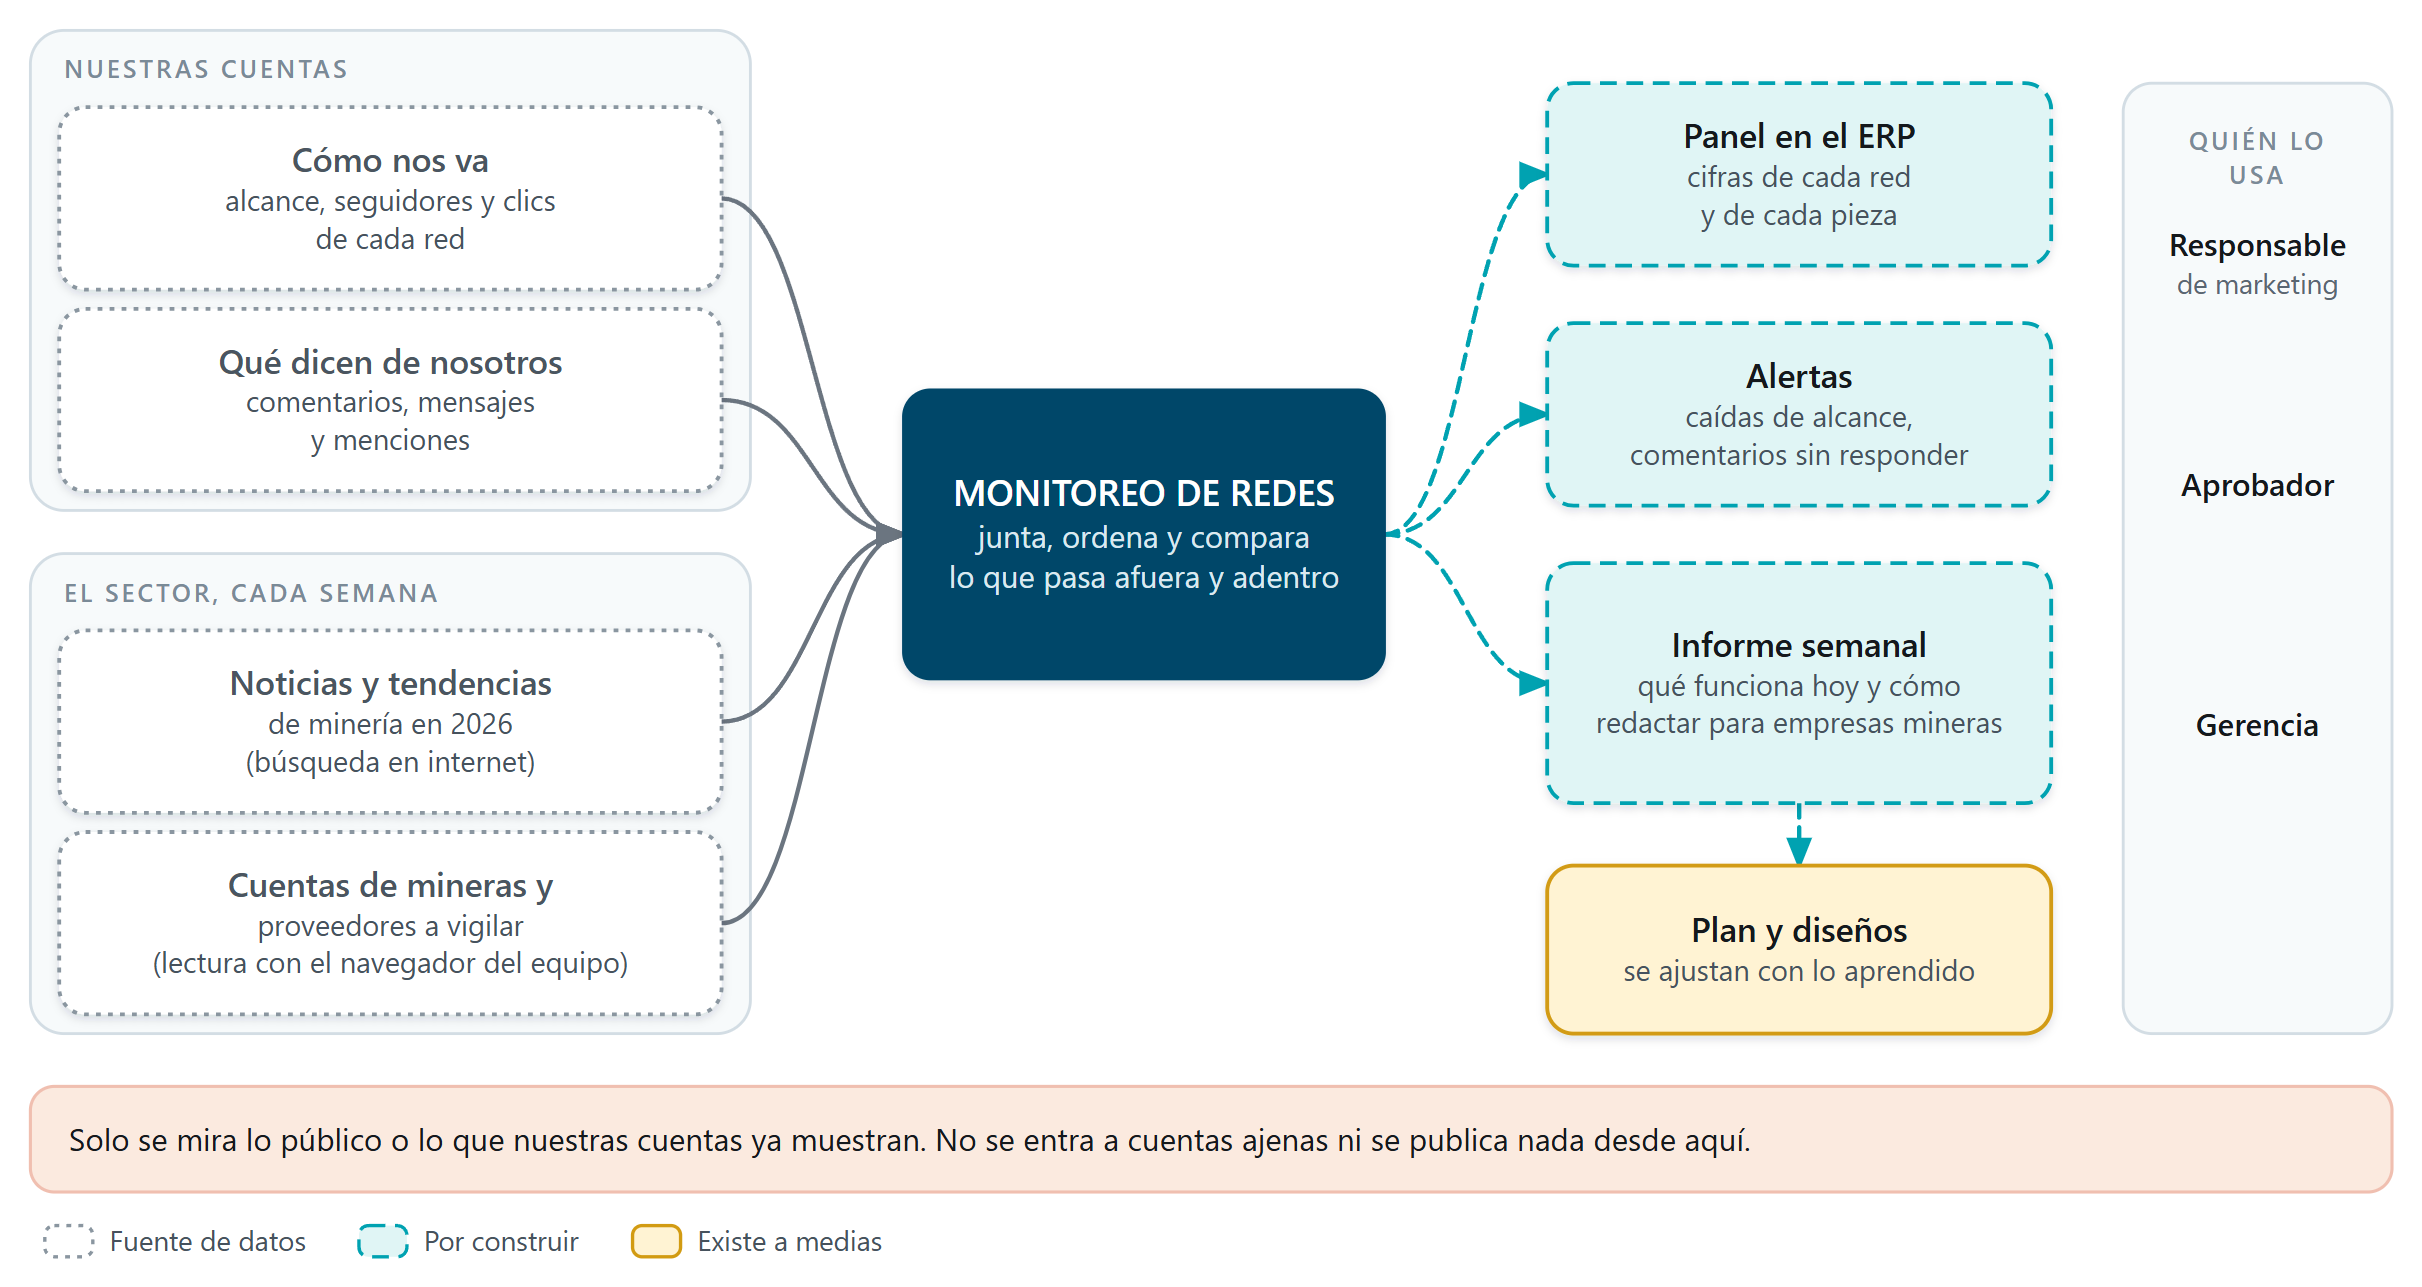 NUESTRAS CUENTAS
Cómo nos va
alcance, seguidores y clics
de cada red
Qué dicen de nosotros
comentarios, mensajes
y menciones
EL SECTOR, CADA SEMANA
Noticias y tendencias
de minería en 2026
(búsqueda en internet)
Cuentas de mineras y
proveedores a vigilar
(lectura con el navegador del equipo)
MONITOREO DE REDES
junta, ordena y compara
lo que pasa afuera y adentro
Panel en el ERP
cifras de cada red
y de cada pieza
Alertas
caídas de alcance,
comentarios sin responder
Informe semanal
qué funciona hoy y cómo
redactar para empresas mineras
Plan y diseños
se ajustan con lo aprendido
QUIÉN LO
USA
Responsable
de marketing
Aprobador
Gerencia
Solo se mira lo público o lo que nuestras cuentas ya muestran. No se entra a cuentas ajenas ni se publica nada desde aquí.
Fuente de datos
Por construir
Existe a medias